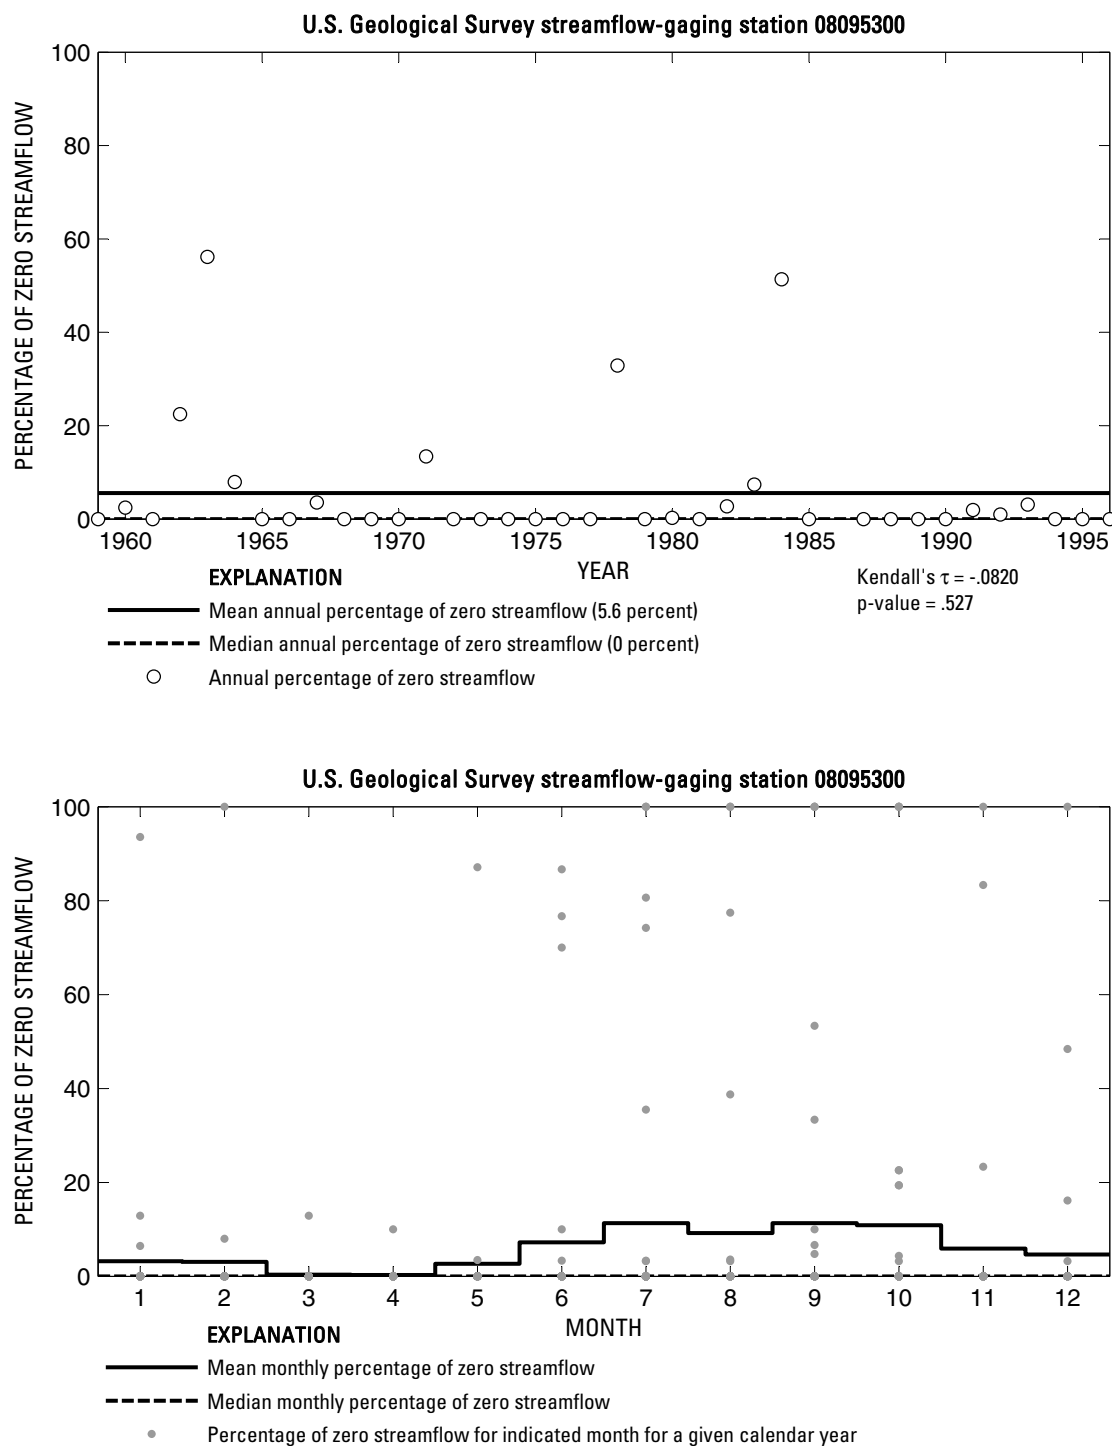 U.S. Geological Survey streamflow-gaging station 08095300
100
80
60
40
20
0
PERCENTAGE OF ZERO STREAMFLOW
1960 1965 1970 1975 1980 1985 1990 1995
YEAR
EXPLANATION
Mean annual percentage of zero streamflow (5.6 percent)
Median annual percentage of zero streamflow (0 percent)
Annual percentage of zero streamflow
Kendall's τ = -.0820
p-value = .527
U.S. Geological Survey streamflow-gaging station 08095300
100
80
60
40
20
0
PERCENTAGE OF ZERO STREAMFLOW
1 2 3 4 5 6 7 8 9 10 11 12
MONTH
EXPLANATION
Mean monthly percentage of zero streamflow
Median monthly percentage of zero streamflow
Percentage of zero streamflow for indicated month for a given calendar year